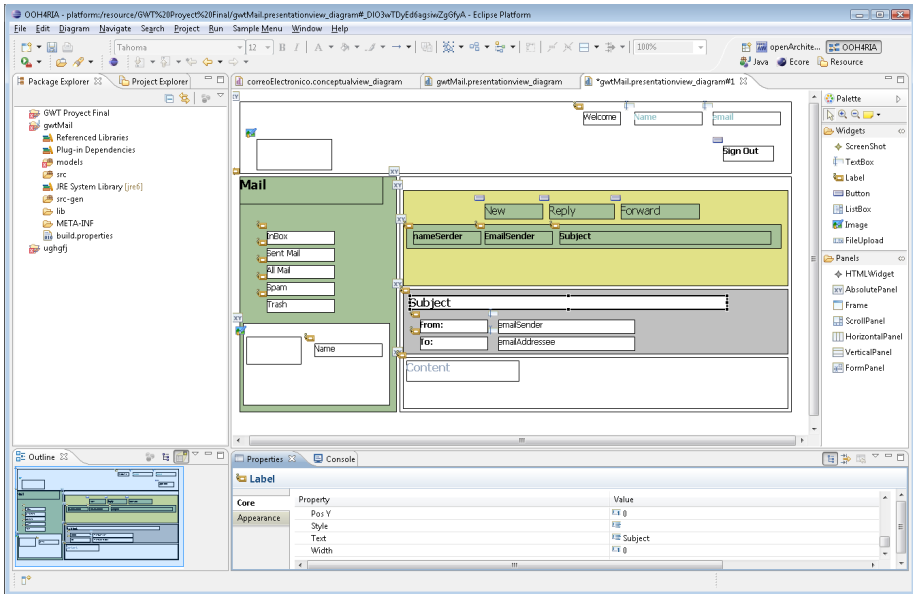 OOH4RIA - platform:/resource/GWT%20Proyect%20Final/gwtMail.presentationview_diagram#_DIO3wTDyEd6agsiwZgGfyA - Eclipse Platform
File Edit Diagram Navigate Search Project Run Sample Menu Window Help
Tahoma 12 B I A 100% openArchite... OOH4RIA
Java Ecore Resource
Package Explorer Project Explorer
correoElectronico.conceptualview_diagram gwtMail.presentationview_diagram *gwtMail.presentationview_diagram#1
GWT Proyect Final
gwtMail
Referenced Libraries
Plug-in Dependencies
models
src
JRE System Library [jre6]
src-gen
lib
META-INF
build.properties
ughgfj
Welcome Name email
Sign Out
Mail
InBox
Sent Mail
All Mail
Spam
Trash
Name
New Reply Forward
nameSerder EmailSender Subject
Subject
From: emailSender
To: emailAddressee
Content
Palette
Widgets
ScreenShot
TextBox
Label
Button
ListBox
Image
FileUpload
Panels
HTMLWidget
AbsolutePanel
Frame
ScrollPanel
HorizontalPanel
VerticalPanel
FormPanel
Outline
Properties Console
Label
Core
Appearance
Property Value
Pos Y 0
Style
Text Subject
Width 0